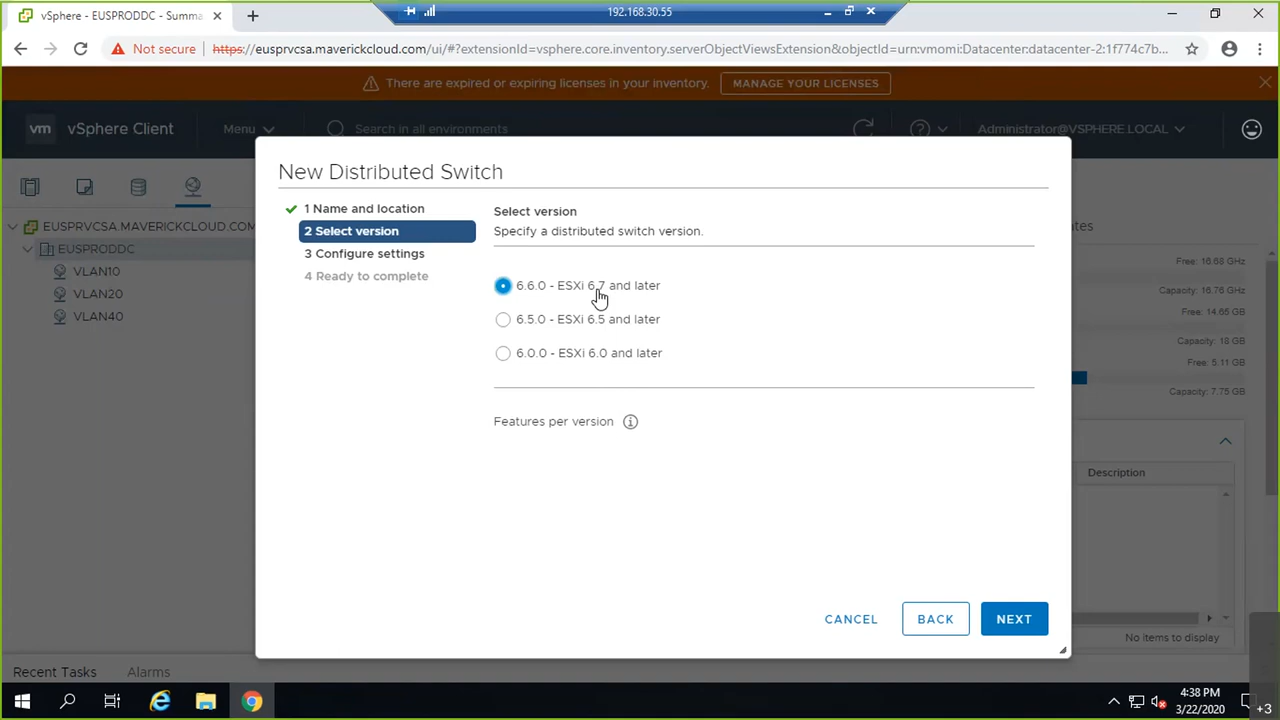 vSphere - EUSPRODDC - Summa
192.168.30.55
Not secure
https://eusprvcsa.maverickcloud.com/ui/#?extensionId=vsphere.core.inventory.serverObjectViewsExtension&objectId=urn:vmomi:Datacenter:datacenter-2:1f774c7b...
There are expired or expiring licenses in your inventory.
MANAGE YOUR LICENSES
vm
vSphere Client
Menu
Search in all environments
Administrator@VSPHERE.LOCAL
EUSPRVCSA.MAVERICKCLOUD.COM
EUSPRODDC
VLAN10
VLAN20
VLAN40
New Distributed Switch
1 Name and location
2 Select version
3 Configure settings
4 Ready to complete
Select version
Specify a distributed switch version.
6.6.0 - ESXi 6.7 and later
6.5.0 - ESXi 6.5 and later
6.0.0 - ESXi 6.0 and later
Features per version
CANCEL
BACK
NEXT
Free: 16.68 GHz
Capacity: 16.76 GHz
Free: 14.65 GB
Capacity: 18 GB
Free: 5.11 GB
Capacity: 7.75 GB
Description
No items to display
Recent Tasks
Alarms
4:38 PM
3/22/2020
+3